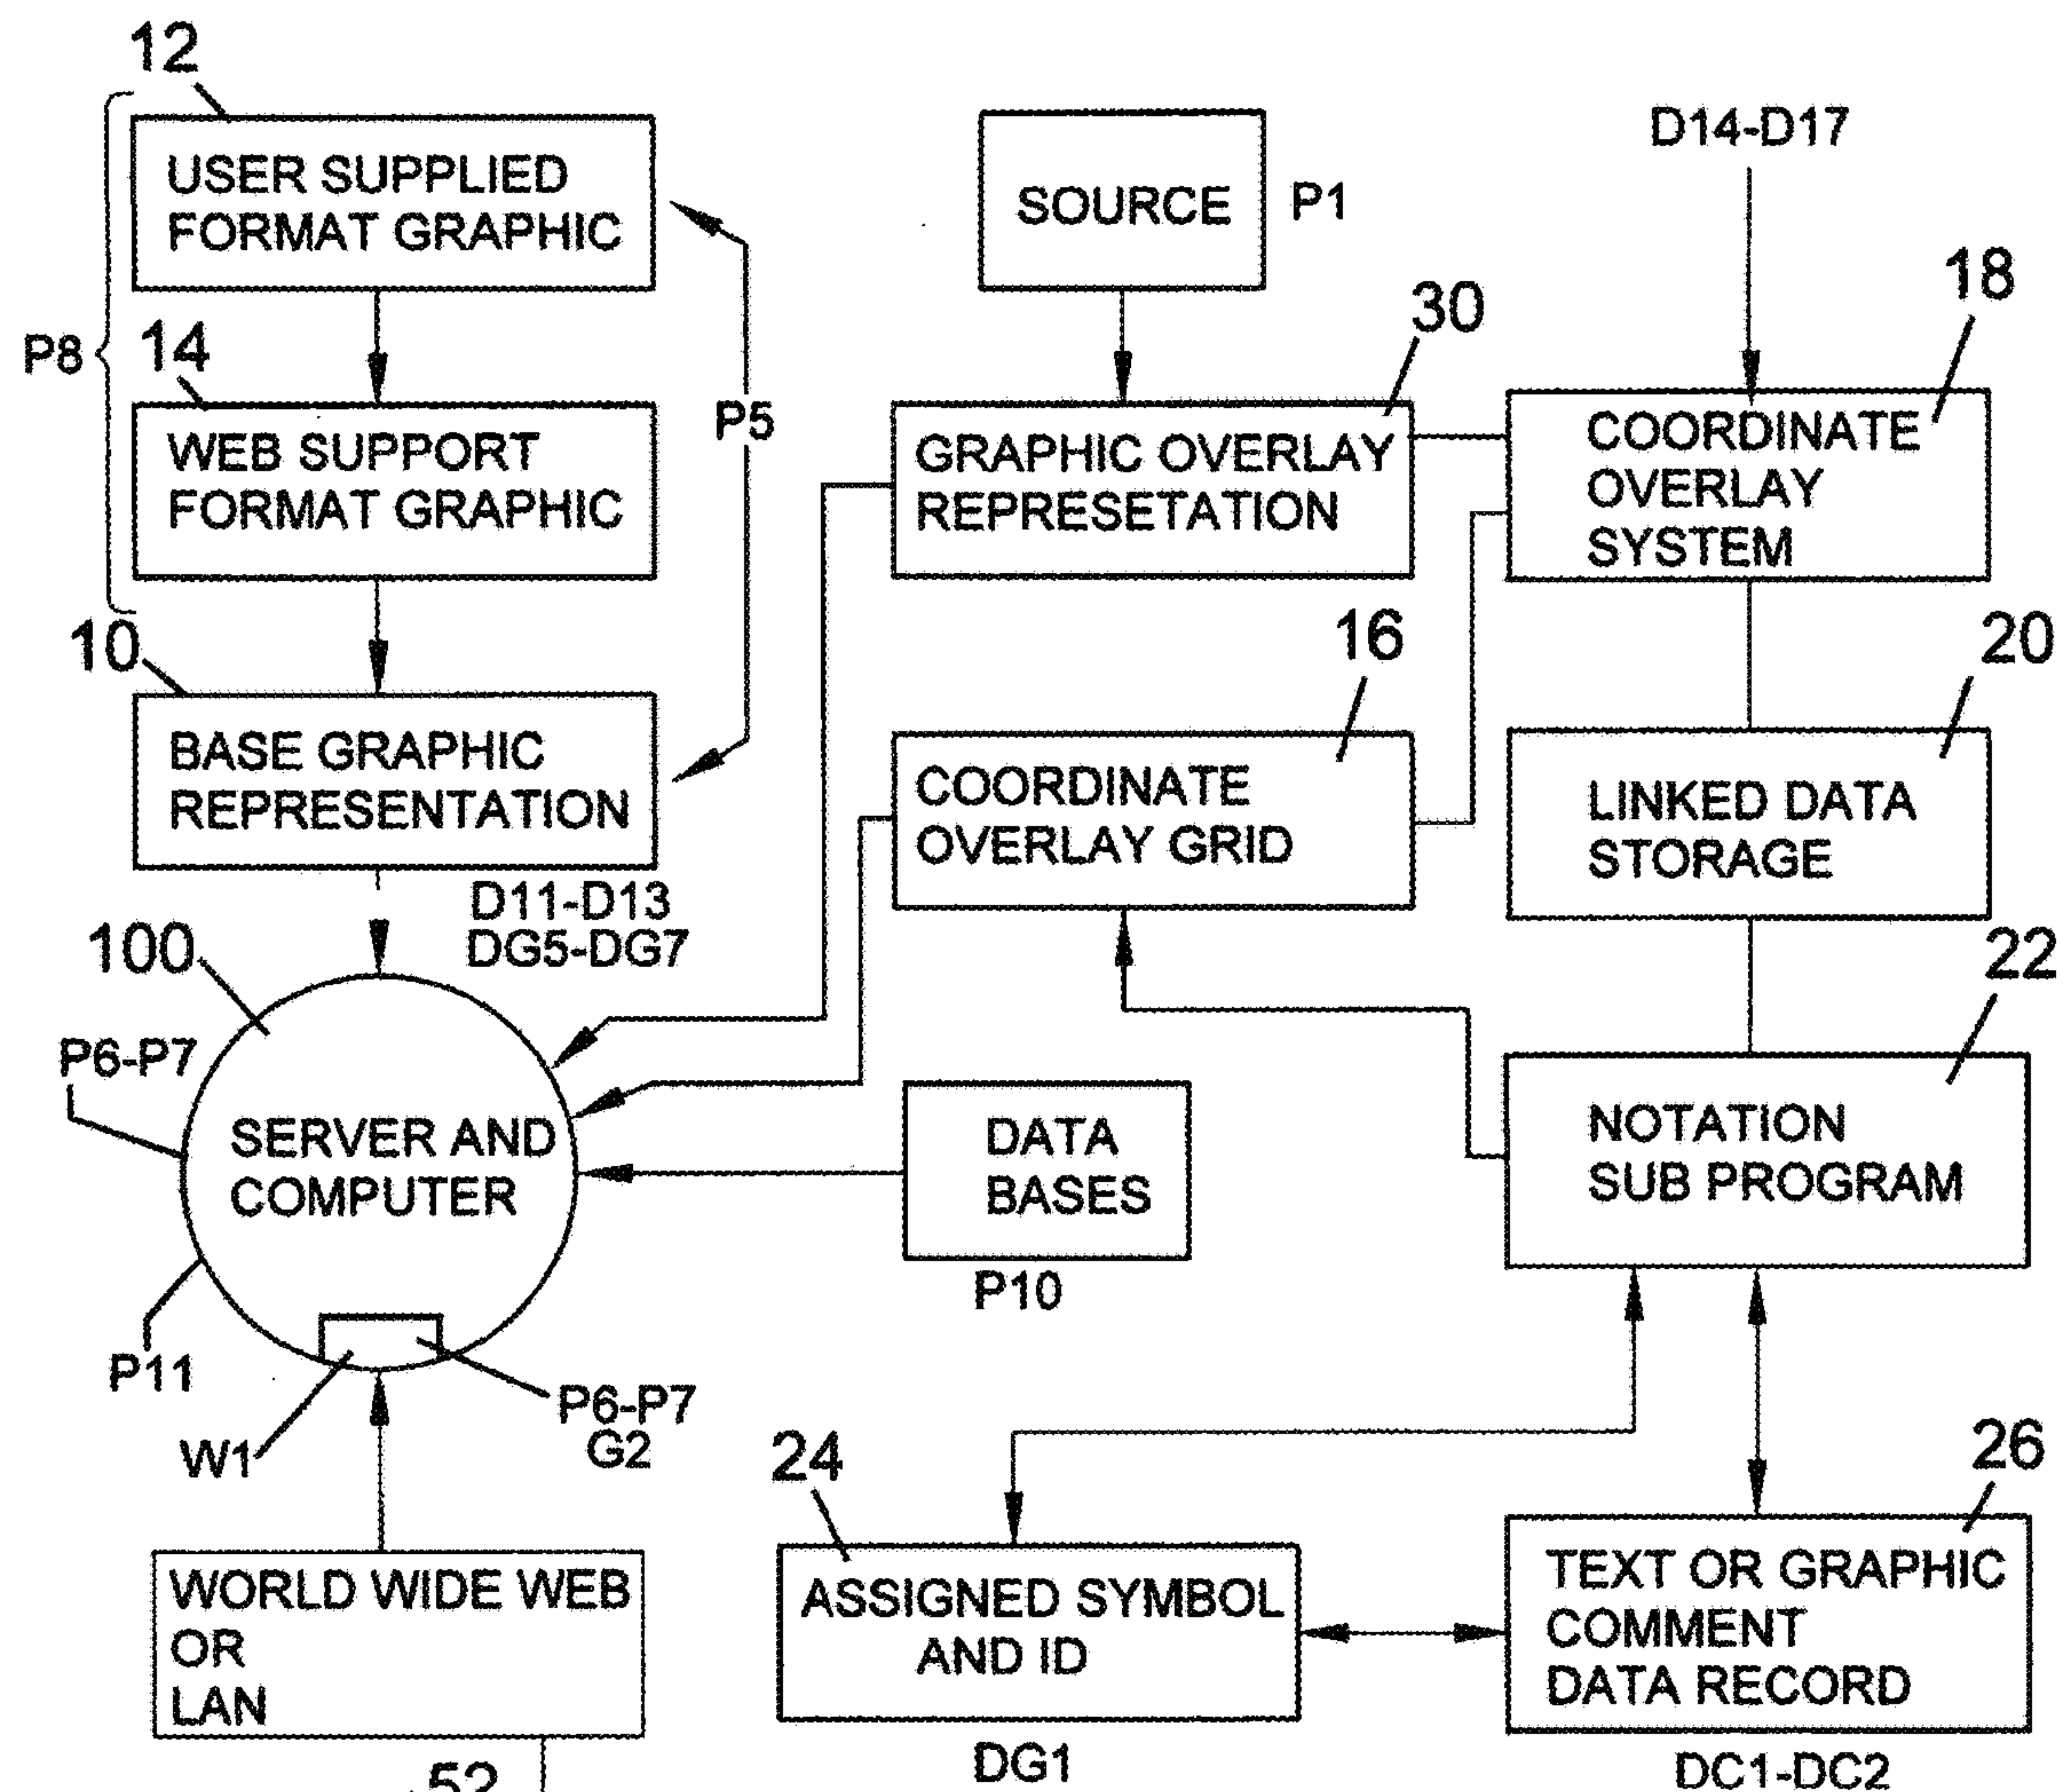 12
USER SUPPLIED
FORMAT GRAPHIC
P8
14
WEB SUPPORT
FORMAT GRAPHIC
P5
10
BASE GRAPHIC
REPRESENTATION
D11-D13
DG5-DG7
100
P6-P7
SERVER AND
COMPUTER
P11
W1
P6-P7
G2
WORLD WIDE WEB
OR
LAN
52
SOURCE
P1
30
GRAPHIC OVERLAY
REPRESETATION
16
COORDINATE
OVERLAY GRID
DATA
BASES
P10
D14-D17
18
COORDINATE
OVERLAY
SYSTEM
20
LINKED DATA
STORAGE
22
NOTATION
SUB PROGRAM
24
ASSIGNED SYMBOL
AND ID
DG1
26
TEXT OR GRAPHIC
COMMENT
DATA RECORD
DC1-DC2